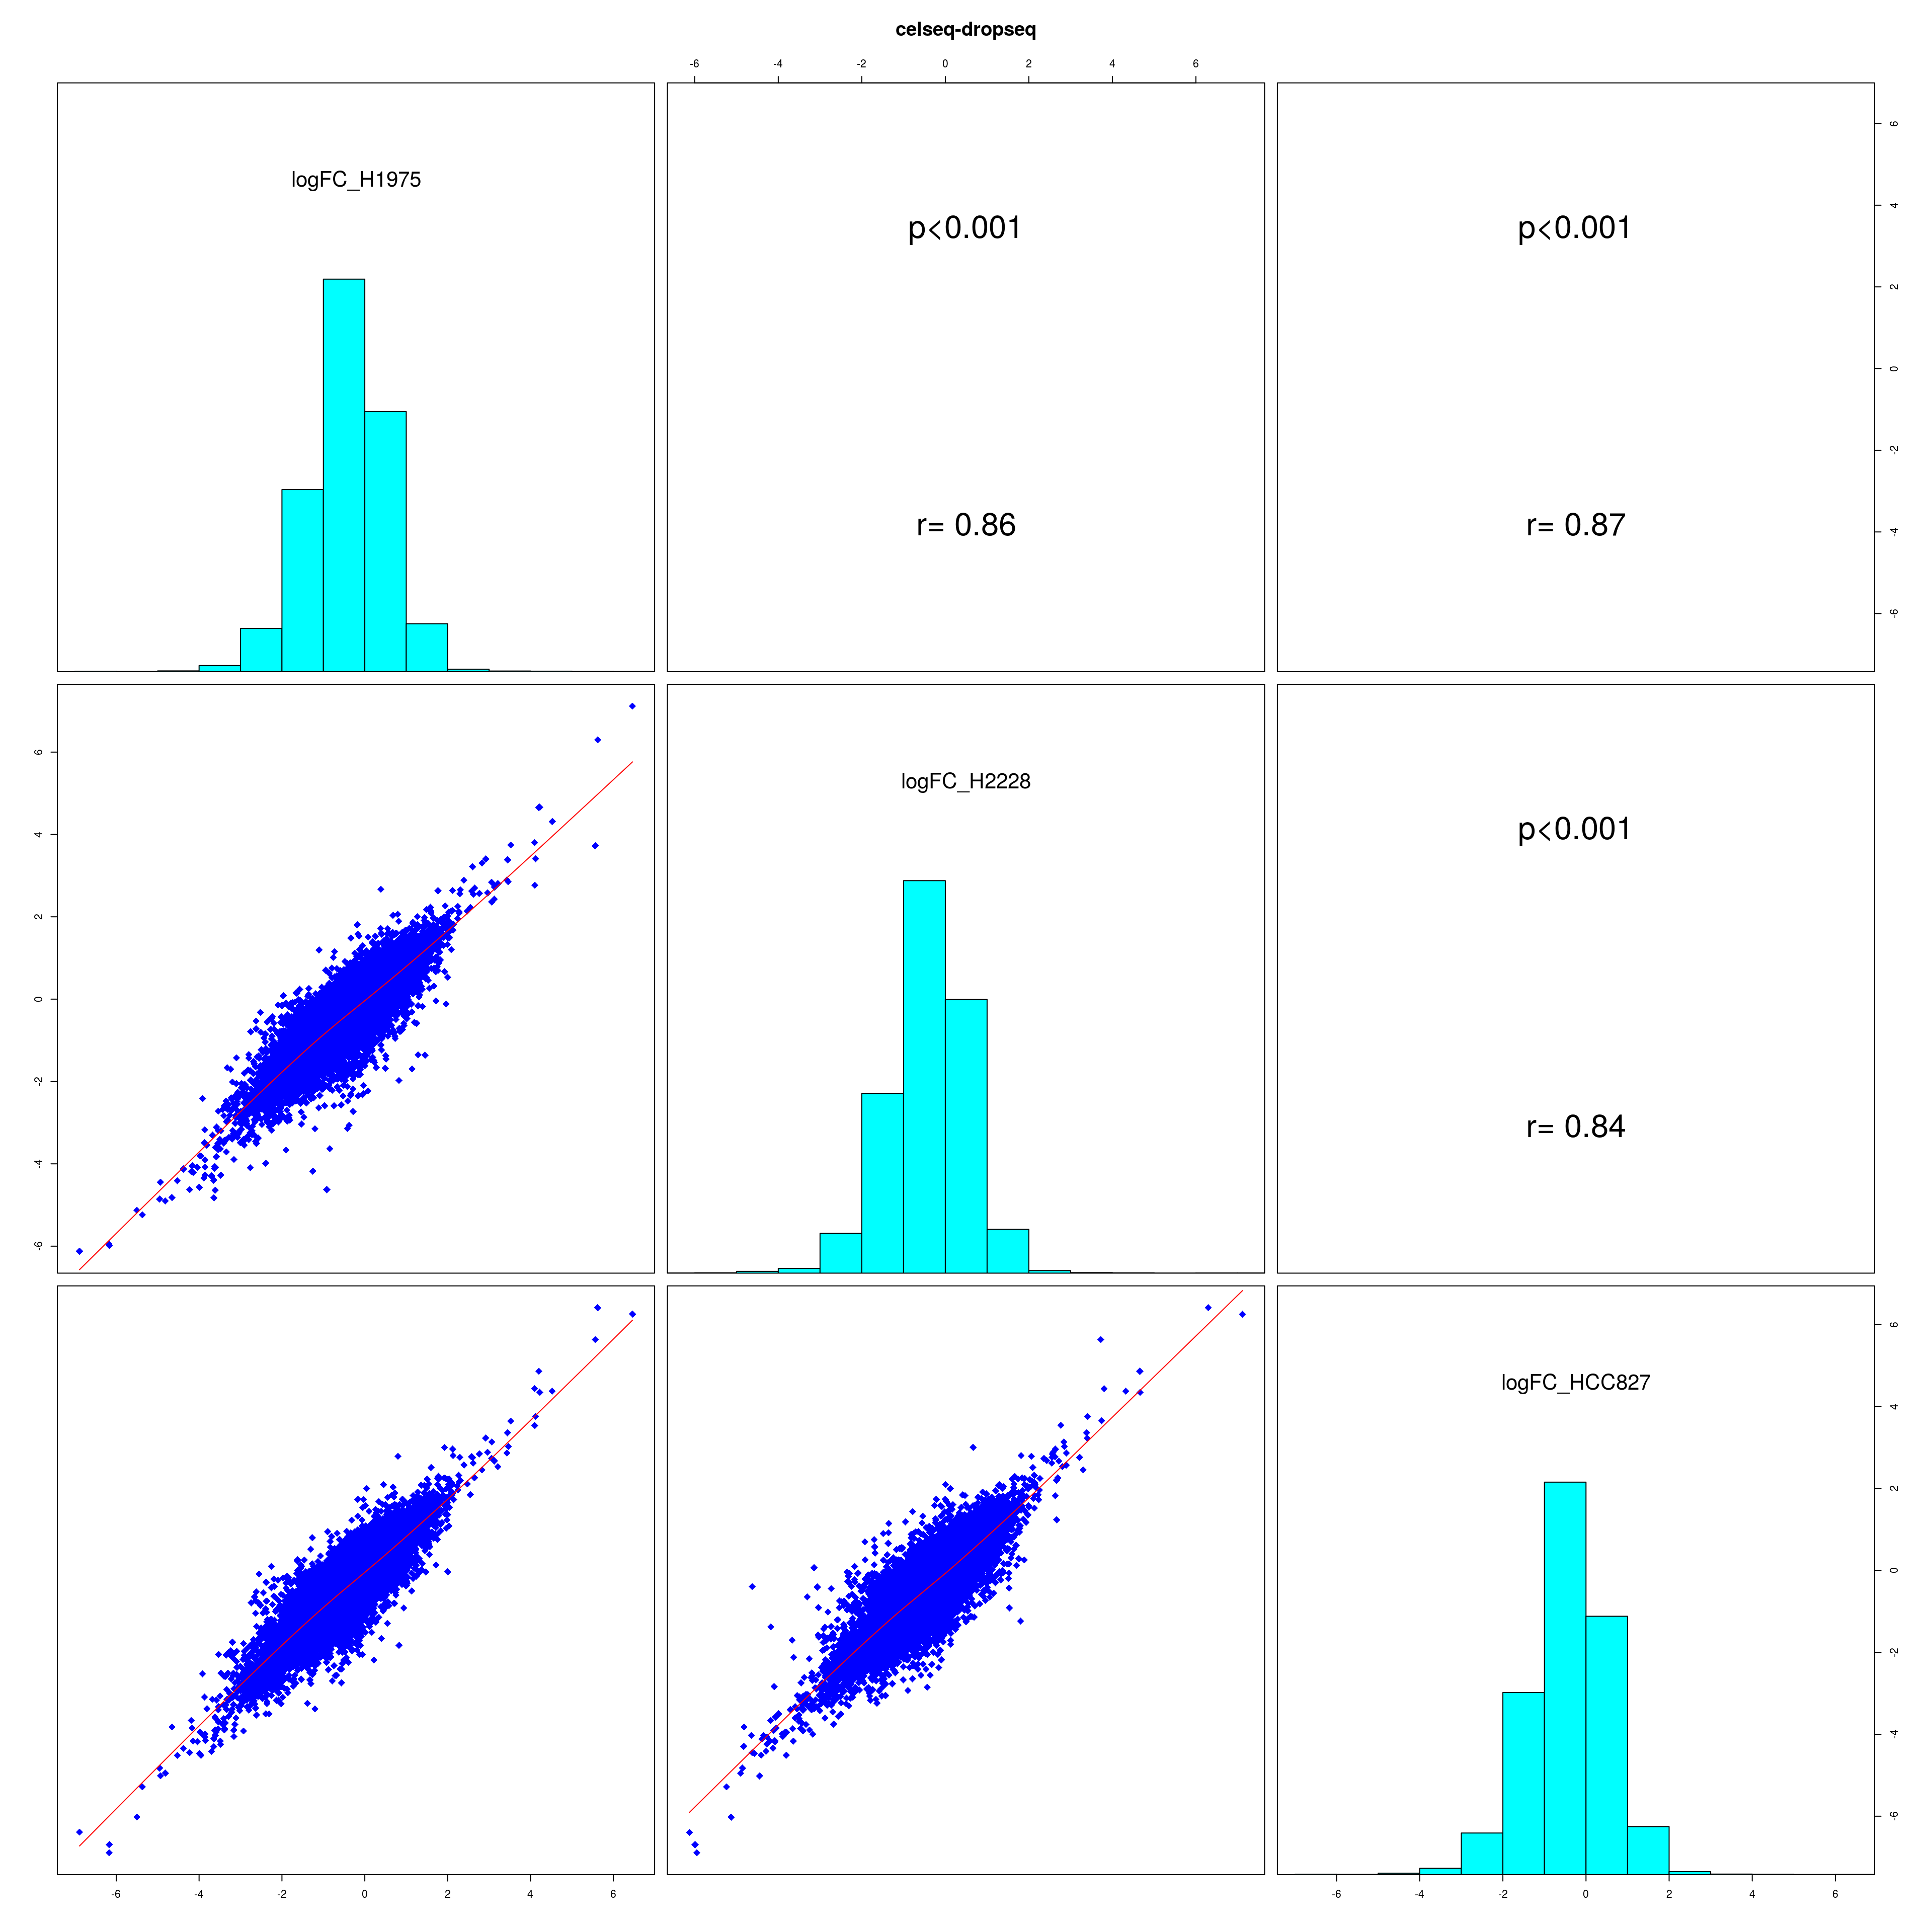 celseq-dropseq
-6 -4 -2 0 2 4 6
logFC_H1975
p<0.001
r= 0.86
p<0.001
r= 0.87
6 4 2 0 -2 -4 -6
6 4 2 0 -2 -4 -6
logFC_H2228
p<0.001
r= 0.84
logFC_HCC827
6 4 2 0 -2 -4 -6
-6 -4 -2 0 2 4 6
-6 -4 -2 0 2 4 6